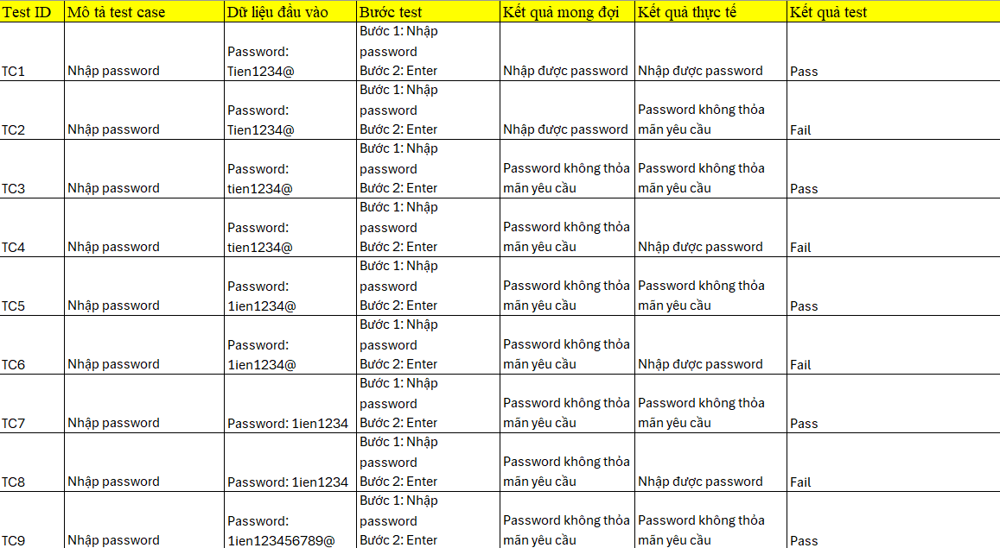 Test ID Mô tả test case Dữ liệu đầu vào Bước test Kết quả mong đợi Kết quả thực tế Kết quả test
Bước 1: Nhập
Password: password
TC1 Nhập password Tien1234@ Bước 2: Enter Nhập được password Nhập được password Pass
Bước 1: Nhập
Password: password Password không thỏa
TC2 Nhập password Tien1234@ Bước 2: Enter Nhập được password mãn yêu cầu Fail
Bước 1: Nhập
Password: password Password không thỏa Password không thỏa
TC3 Nhập password tien1234@ Bước 2: Enter mãn yêu cầu mãn yêu cầu Pass
Bước 1: Nhập
Password: password Password không thỏa
TC4 Nhập password tien1234@ Bước 2: Enter mãn yêu cầu Nhập được password Fail
Bước 1: Nhập
Password: password Password không thỏa Password không thỏa
TC5 Nhập password 1ien1234@ Bước 2: Enter mãn yêu cầu mãn yêu cầu Pass
Bước 1: Nhập
Password: password Password không thỏa
TC6 Nhập password 1ien1234@ Bước 2: Enter mãn yêu cầu Nhập được password Fail
Bước 1: Nhập
password Password không thỏa Password không thỏa
TC7 Nhập password Password: 1ien1234 Bước 2: Enter mãn yêu cầu mãn yêu cầu Pass
Bước 1: Nhập
password Password không thỏa
TC8 Nhập password Password: 1ien1234 Bước 2: Enter mãn yêu cầu Nhập được password Fail
Bước 1: Nhập
Password: password Password không thỏa Password không thỏa
TC9 Nhập password 1ien123456789@ Bước 2: Enter mãn yêu cầu mãn yêu cầu Pass